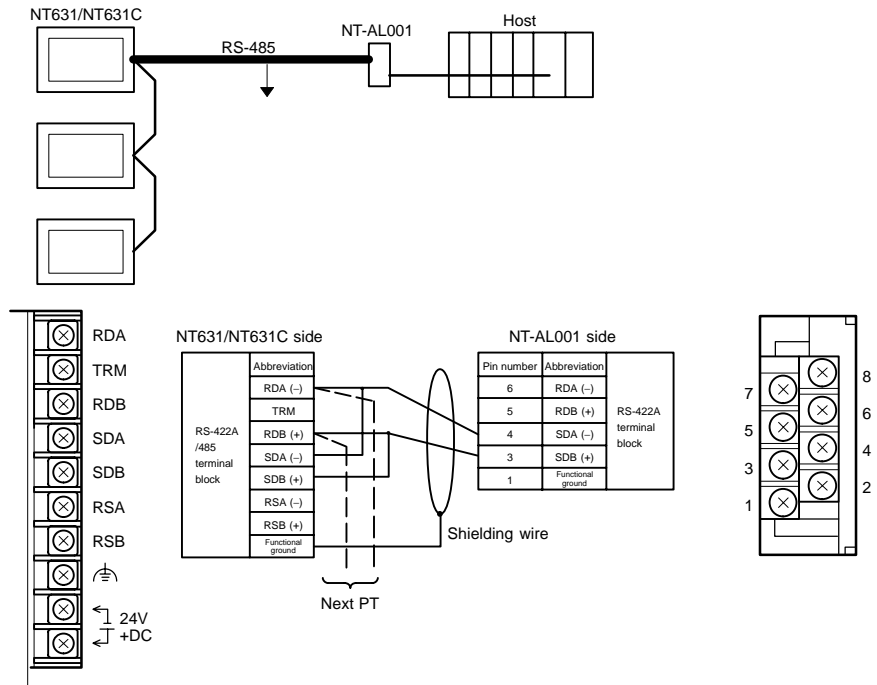 NT631/NT631C
RS-485
NT-AL001
Host
RDA
TRM
RDB
SDA
SDB
RSA
RSB
24V
+DC
NT631/NT631C side
RS-422A
/485
terminal
block
Abbreviation
RDA (–)
TRM
RDB (+)
SDA (–)
SDB (+)
RSA (–)
RSB (+)
Functional
ground
Next PT
Shielding wire
NT-AL001 side
Pin number Abbreviation
6 RDA (–)
5 RDB (+)
4 SDA (–)
3 SDB (+)
1 Functional
ground
RS-422A
terminal
block
7
5
3
1
8
6
4
2